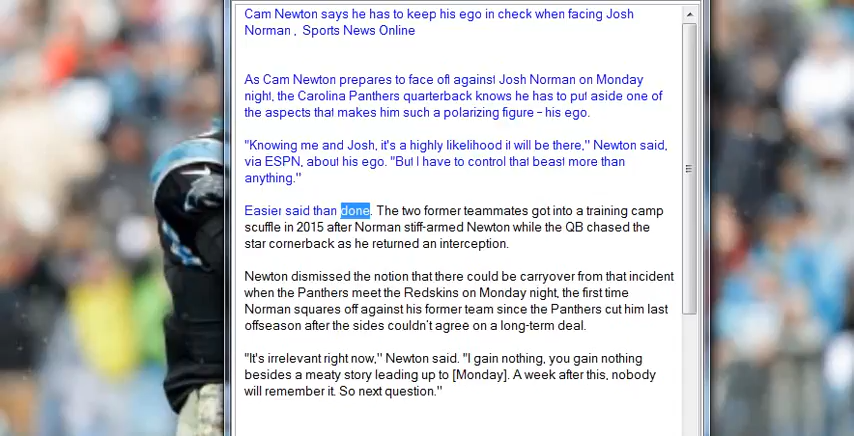 Cam Newton says he has to keep his ego in check when facing Josh
Norman , Sports News Online
As Cam Newton prepares to face off against Josh Norman on Monday
night, the Carolina Panthers quarterback knows he has to put aside one of
the aspects that makes him such a polarizing figure – his ego.
"Knowing me and Josh, it's a highly likelihood it will be there," Newton said,
via ESPN, about his ego. "But I have to control that beast more than
anything."
Easier said than done. The two former teammates got into a training camp
scuffle in 2015 after Norman stiff-armed Newton while the QB chased the
star cornerback as he returned an interception.
Newton dismissed the notion that there could be carryover from that incident
when the Panthers meet the Redskins on Monday night, the first time
Norman squares off against his former team since the Panthers cut him last
offseason after the sides couldn't agree on a long-term deal.
"It's irrelevant right now," Newton said. "I gain nothing, you gain nothing
besides a meaty story leading up to [Monday]. A week after this, nobody
will remember it. So next question."